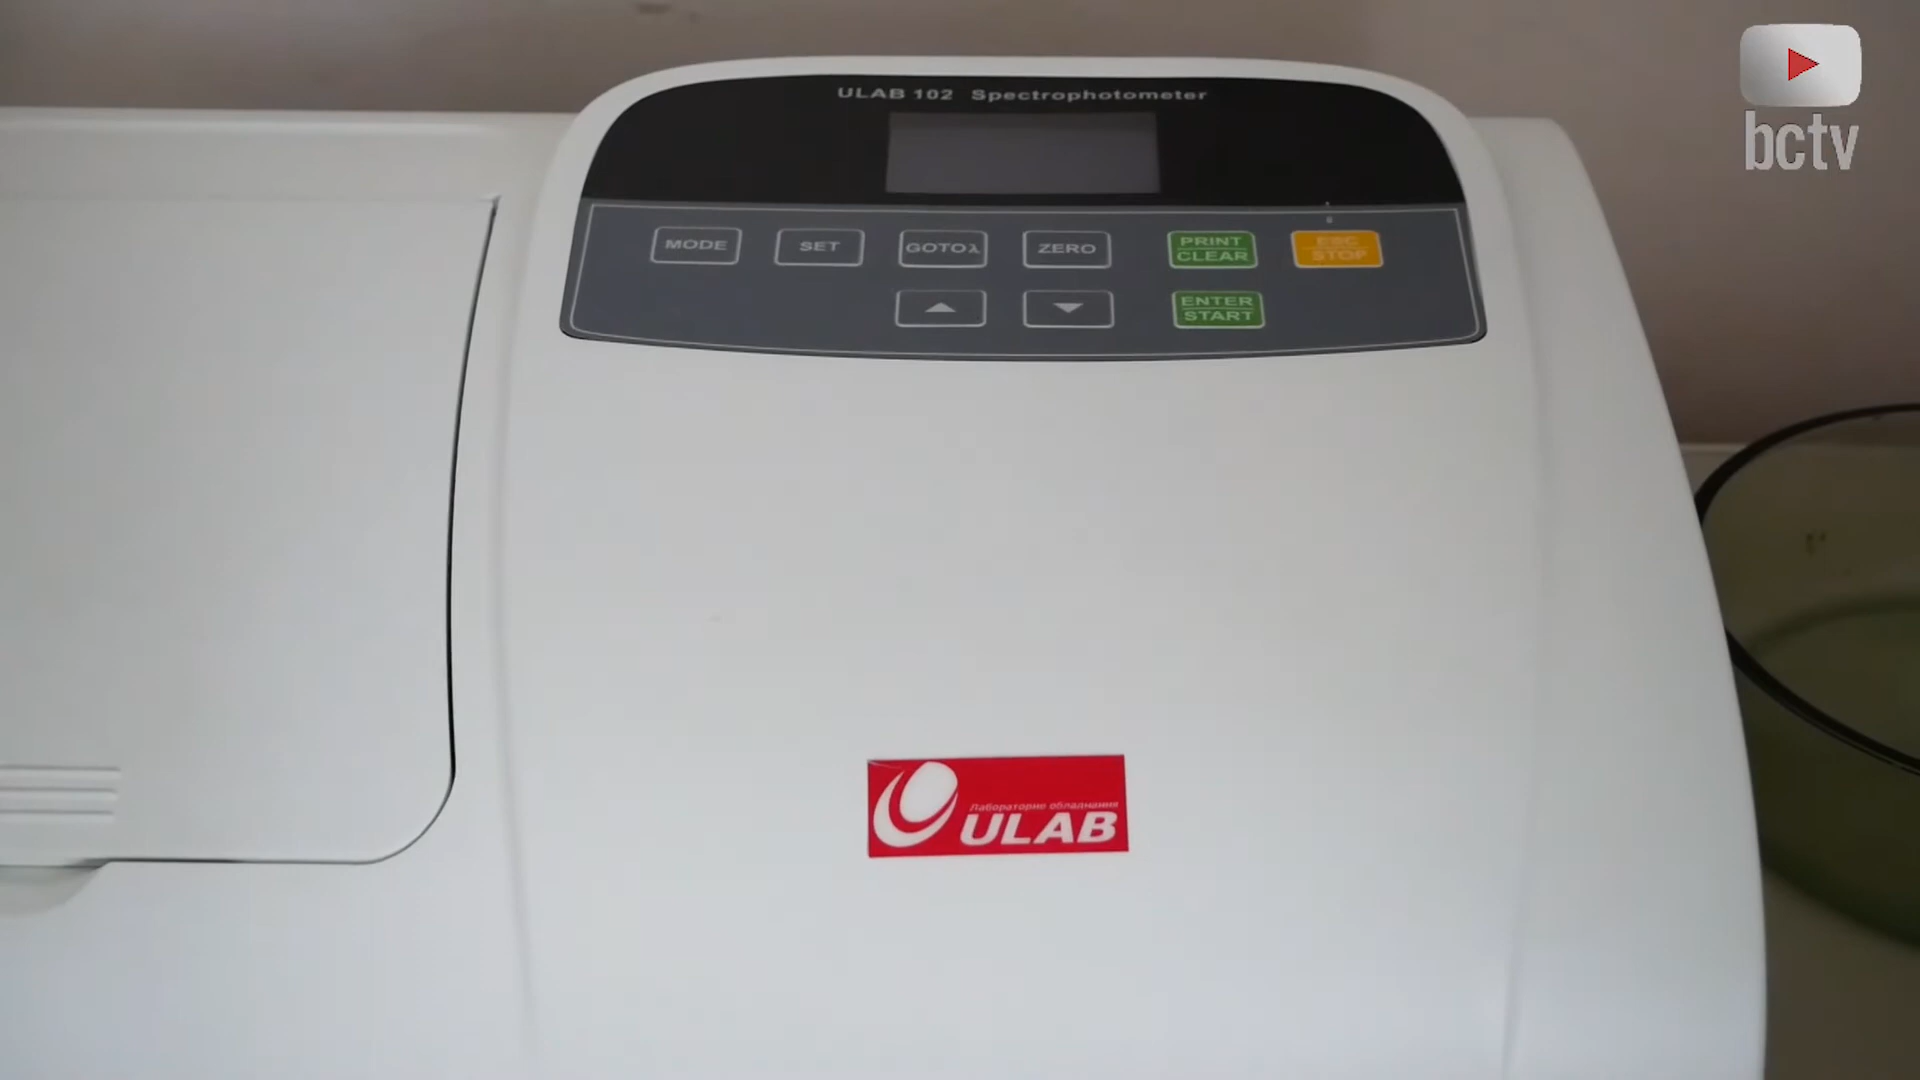 bctv
ULAB 102 Spectrophotometer
MODE
SET
GOTOλ
ZERO
PRINT
CLEAR
ESC
STOP
ENTER
START
Лабораторне обладнання
ULAB